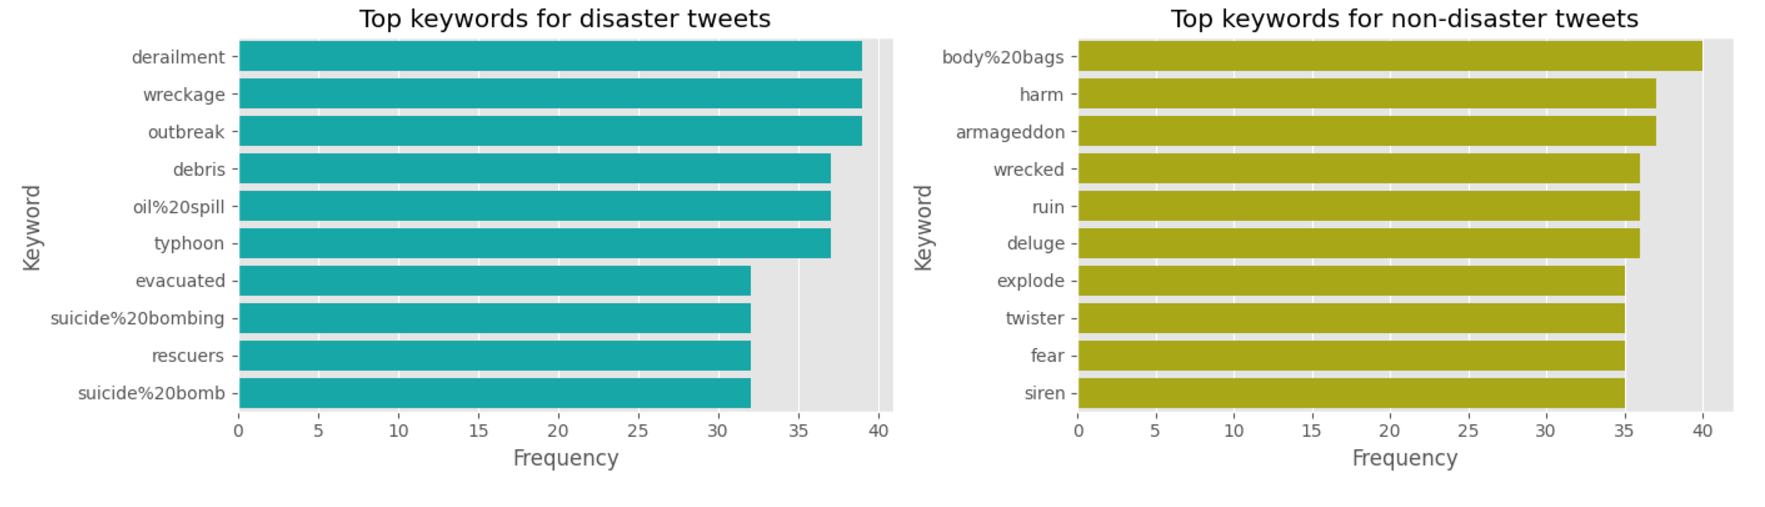 Top keywords for disaster tweets
derailment
wreckage
outbreak
debris
oil%20spill
typhoon
evacuated
suicide%20bombing
rescuers
suicide%20bomb
Keyword
0 5 10 15 20 25 30 35 40
Frequency
Top keywords for non-disaster tweets
body%20bags
harm
armageddon
wrecked
ruin
deluge
explode
twister
fear
siren
Keyword
0 5 10 15 20 25 30 35 40
Frequency